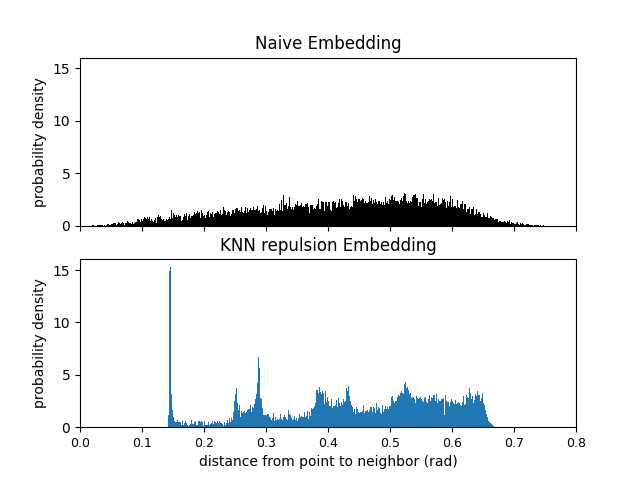 Naive Embedding
15
10
5
0
probability density
KNN repulsion Embedding
15
10
5
0
probability density
0.0 0.1 0.2 0.3 0.4 0.5 0.6 0.7 0.8
distance from point to neighbor (rad)